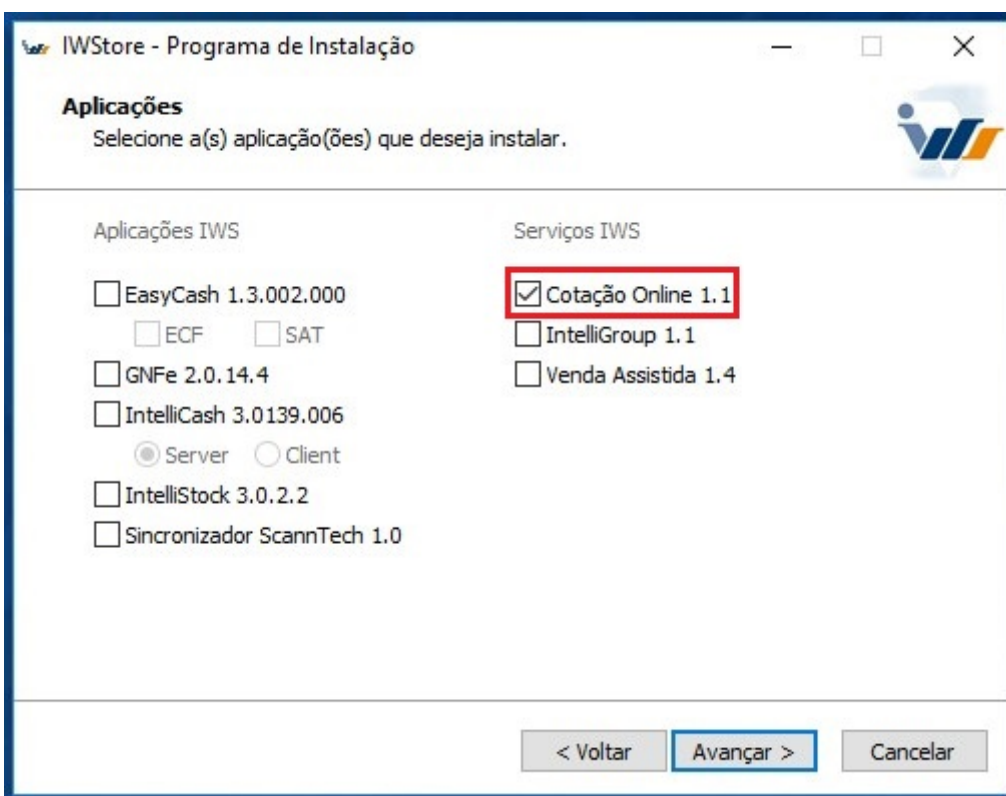 IWStore - Programa de Instalação
Aplicações
Selecione a(s) aplicação(ões) que deseja instalar.
Aplicações IWS
EasyCash 1.3.002.000
ECF SAT
GNFe 2.0.14.4
IntelliCash 3.0139.006
Server Client
IntelliStock 3.0.2.2
Sincronizador ScannTech 1.0
Serviços IWS
Cotação Online 1.1
IntelliGroup 1.1
Venda Assistida 1.4
< Voltar Avançar > Cancelar